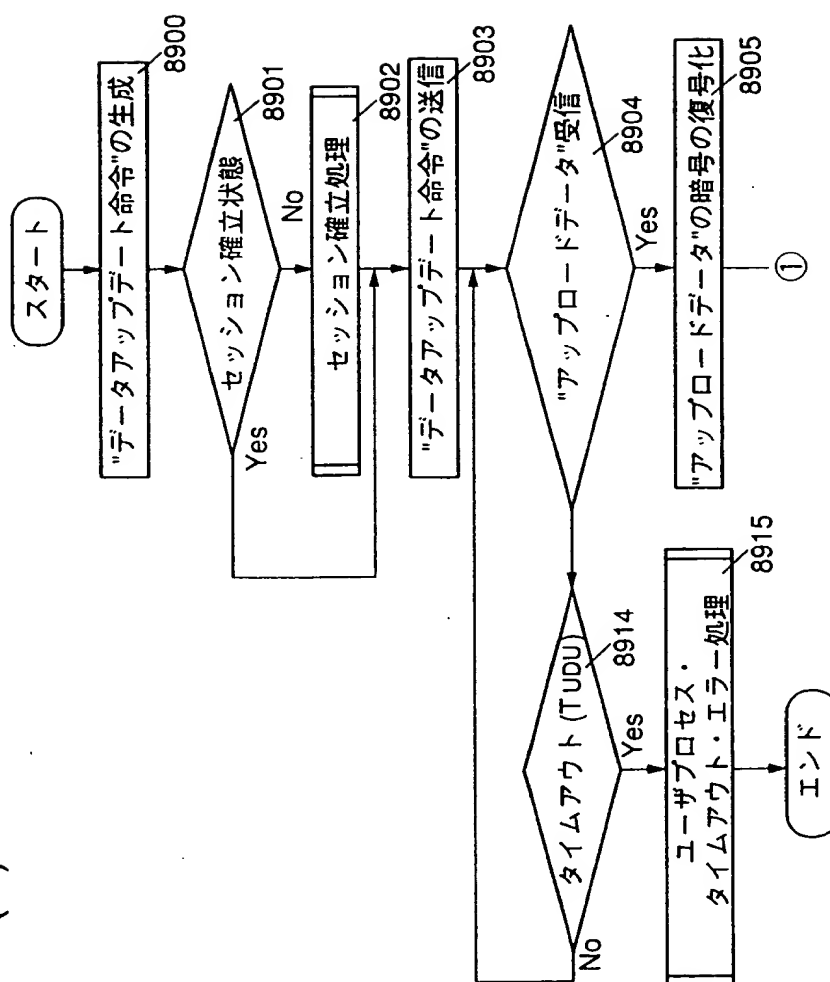 スタート
"データアップデート命令"の生成
8900
セッション確立状態
8901
Yes
No
セッション確立処理
8902
"データアップデート命令"の送信
8903
"アップロードデータ"受信
8904
Yes
"アップロードデータ"の暗号の復号化
8905
①
タイムアウト(TUDU)
8914
No
Yes
ユーザプロセス・
タイムアウト・エラー処理
8915
エンド